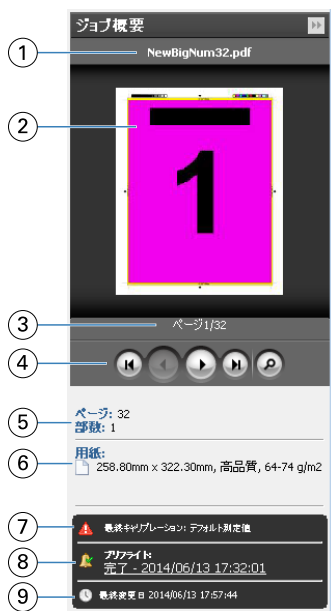 ジョブ概要
1 NewBigNum32.pdf
2
1
3 ページ1/32
4
5 ページ: 32
部数: 1
6 用紙:
258.80mm x 322.30mm, 高品質, 64-74 g/m2
7 最終キャリブレーション: デフォルト測定値
8 プリフライト:
完了 - 2014/06/13 17:32:01
9 最終変更日 2014/06/13 17:57:44